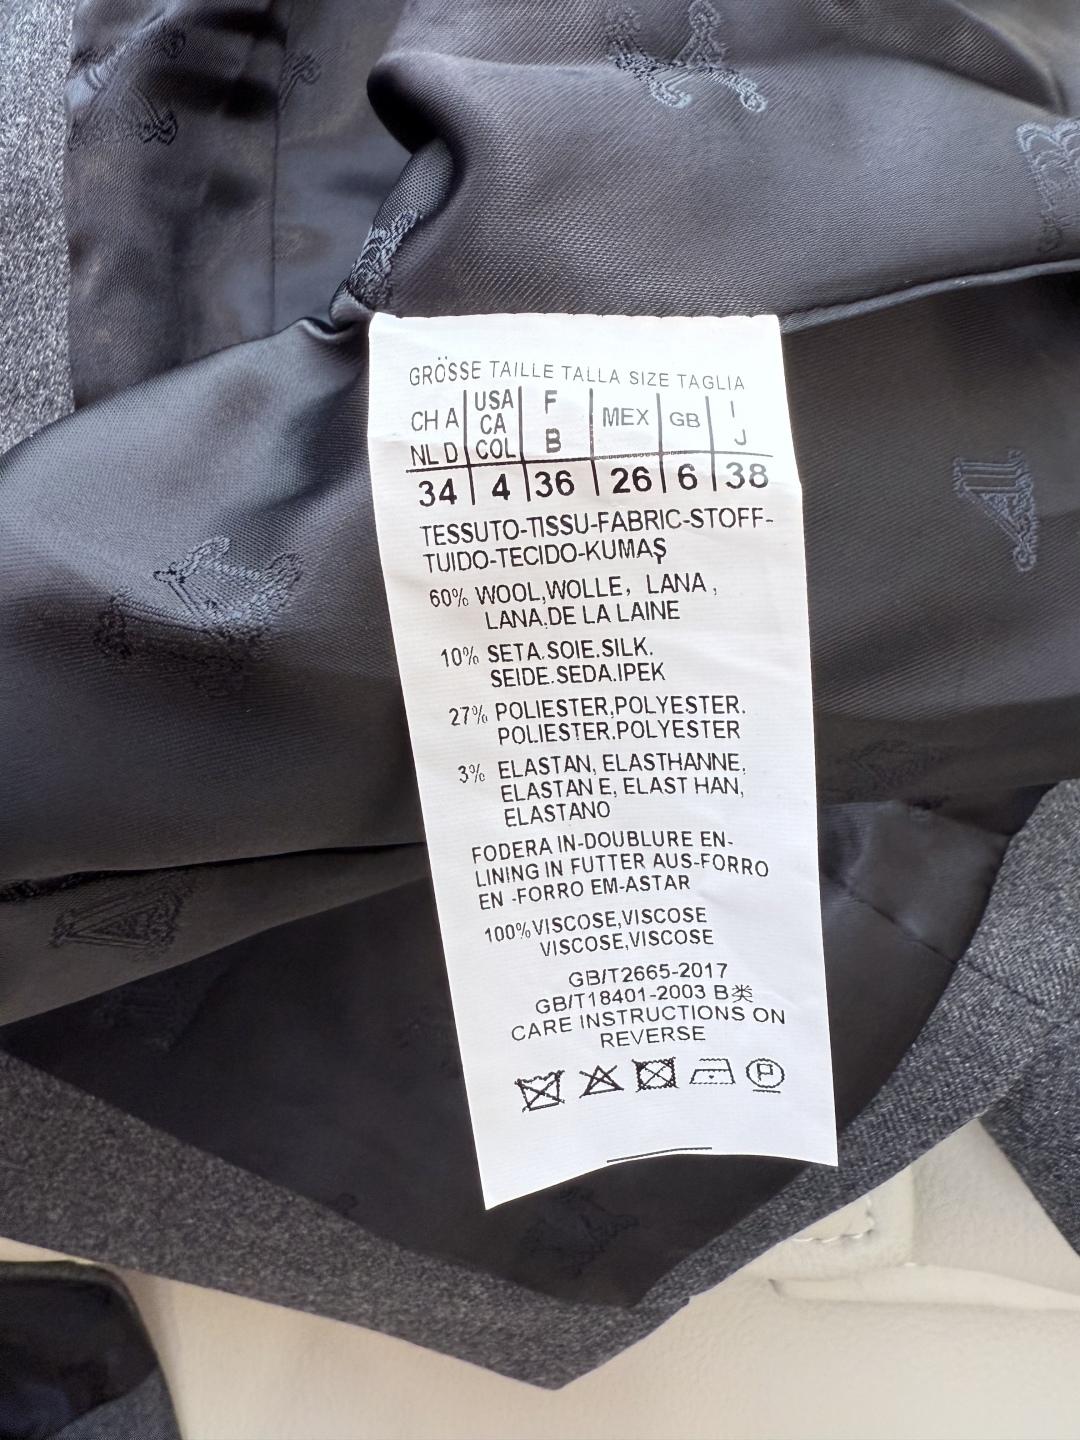 GRÖSSE TAILLE TALLA SIZE TAGLIA
CH A USA F MEX GB I
CA
NL D COL B J
34 4 36 26 6 38
TESSUTO-TISSU-FABRIC-STOFF-
TUIDO-TECIDO-KUMAŞ
60% WOOL,WOLLE, LANA,
LANA.DE LA LAINE
10% SETA.SOIE.SILK.
SEIDE.SEDA.IPEK
27% POLIESTER,POLYESTER.
POLIESTER.POLYESTER
3% ELASTAN, ELASTHANNE,
ELASTAN E, ELAST HAN,
ELASTANO
FODERA IN-DOUBLURE EN-
LINING IN FUTTER AUS-FORRO
EN -FORRO EM-ASTAR
100%VISCOSE,VISCOSE
VISCOSE,VISCOSE
GB/T2665-2017
GB/T18401-2003 B类
CARE INSTRUCTIONS ON
REVERSE
P